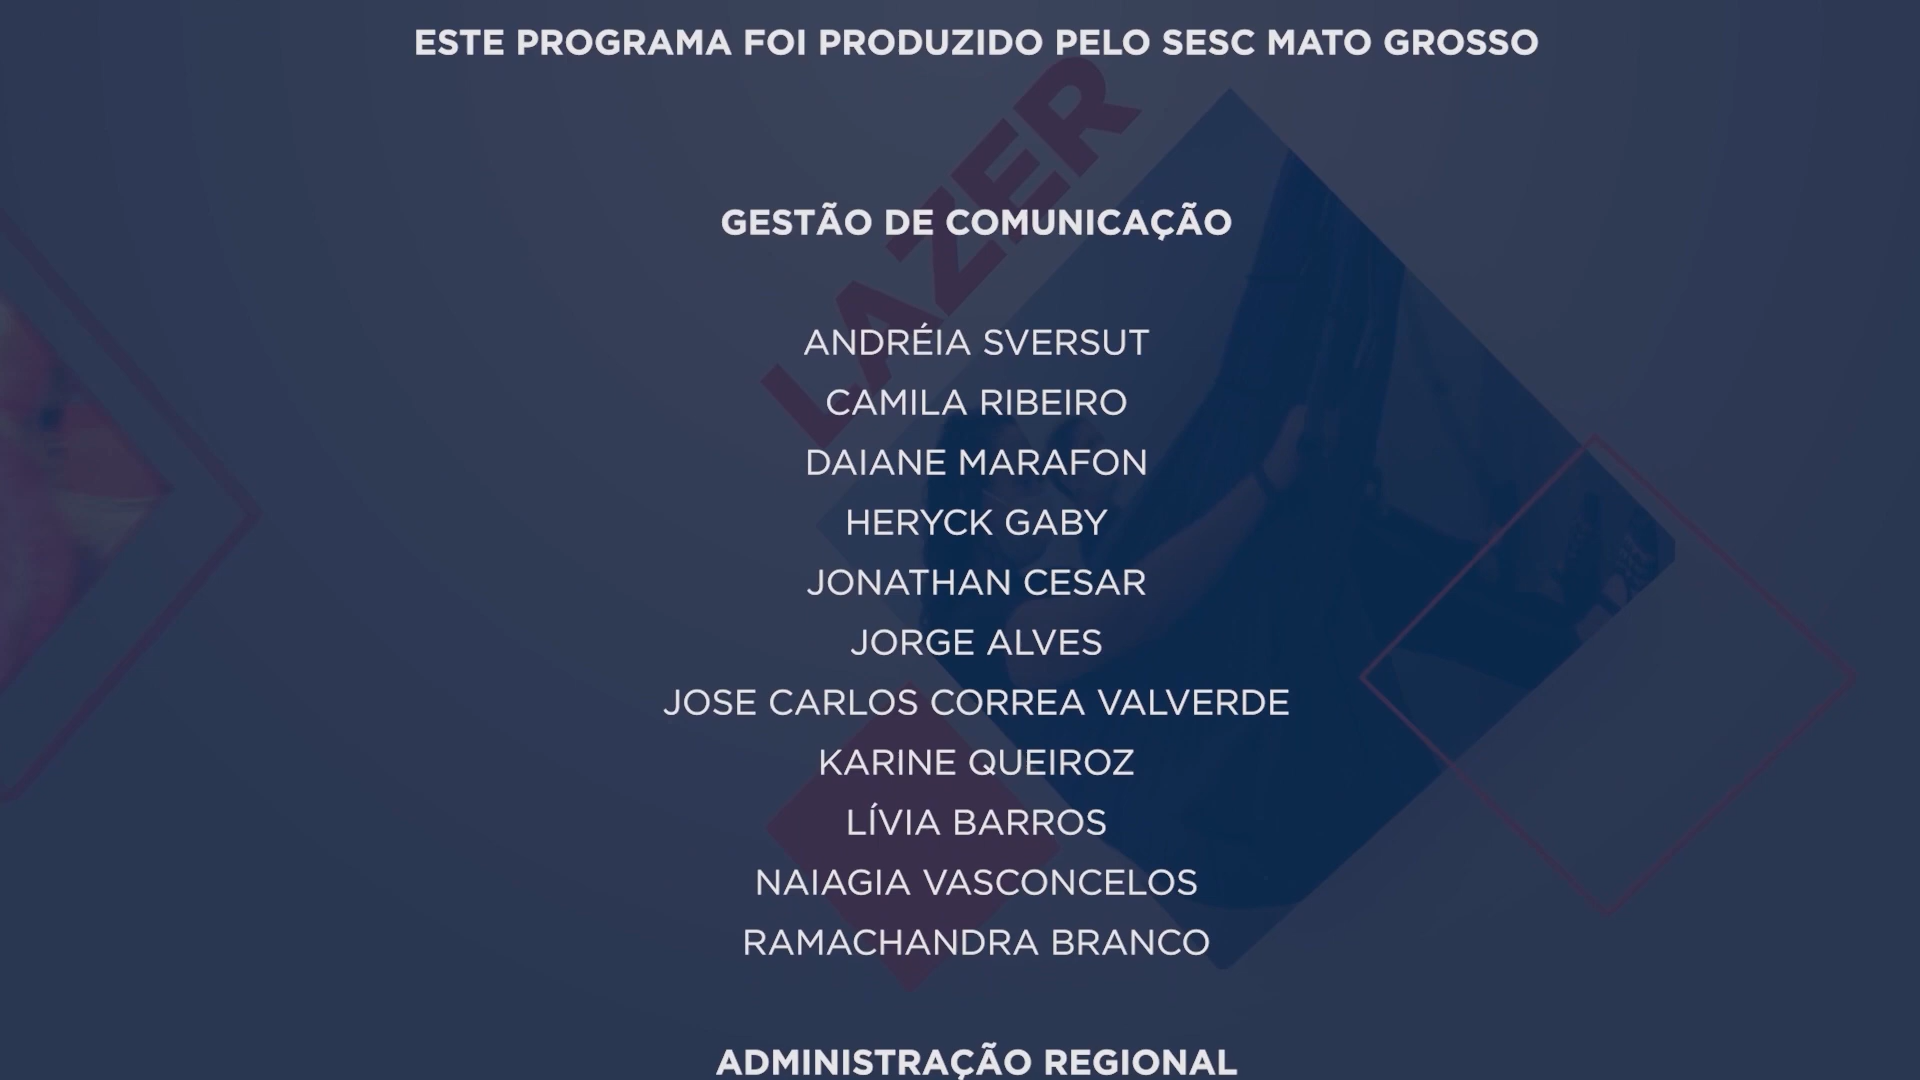 ESTE PROGRAMA FOI PRODUZIDO PELO SESC MATO GROSSO
LAZER
GESTÃO DE COMUNICAÇÃO
ANDRÉIA SVERSUT
CAMILA RIBEIRO
DAIANE MARAFON
HERYCK GABY
JONATHAN CESAR
JORGE ALVES
JOSE CARLOS CORREA VALVERDE
KARINE QUEIROZ
LÍVIA BARROS
NAIAGIA VASCONCELOS
RAMACHANDRA BRANCO
ADMINISTRAÇÃO REGIONAL